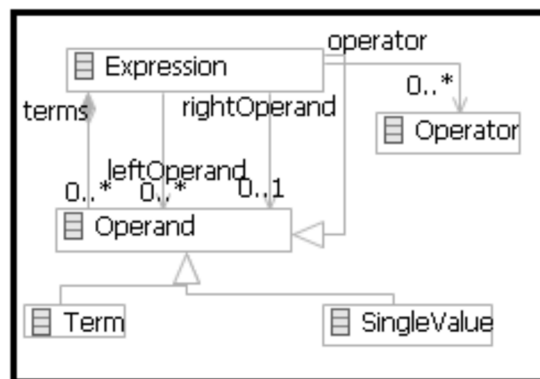 operator
Expression
0..*
terms
rightOperand
Operator
leftOperand
0..*
0..*
0..1
Operand
Term
SingleValue